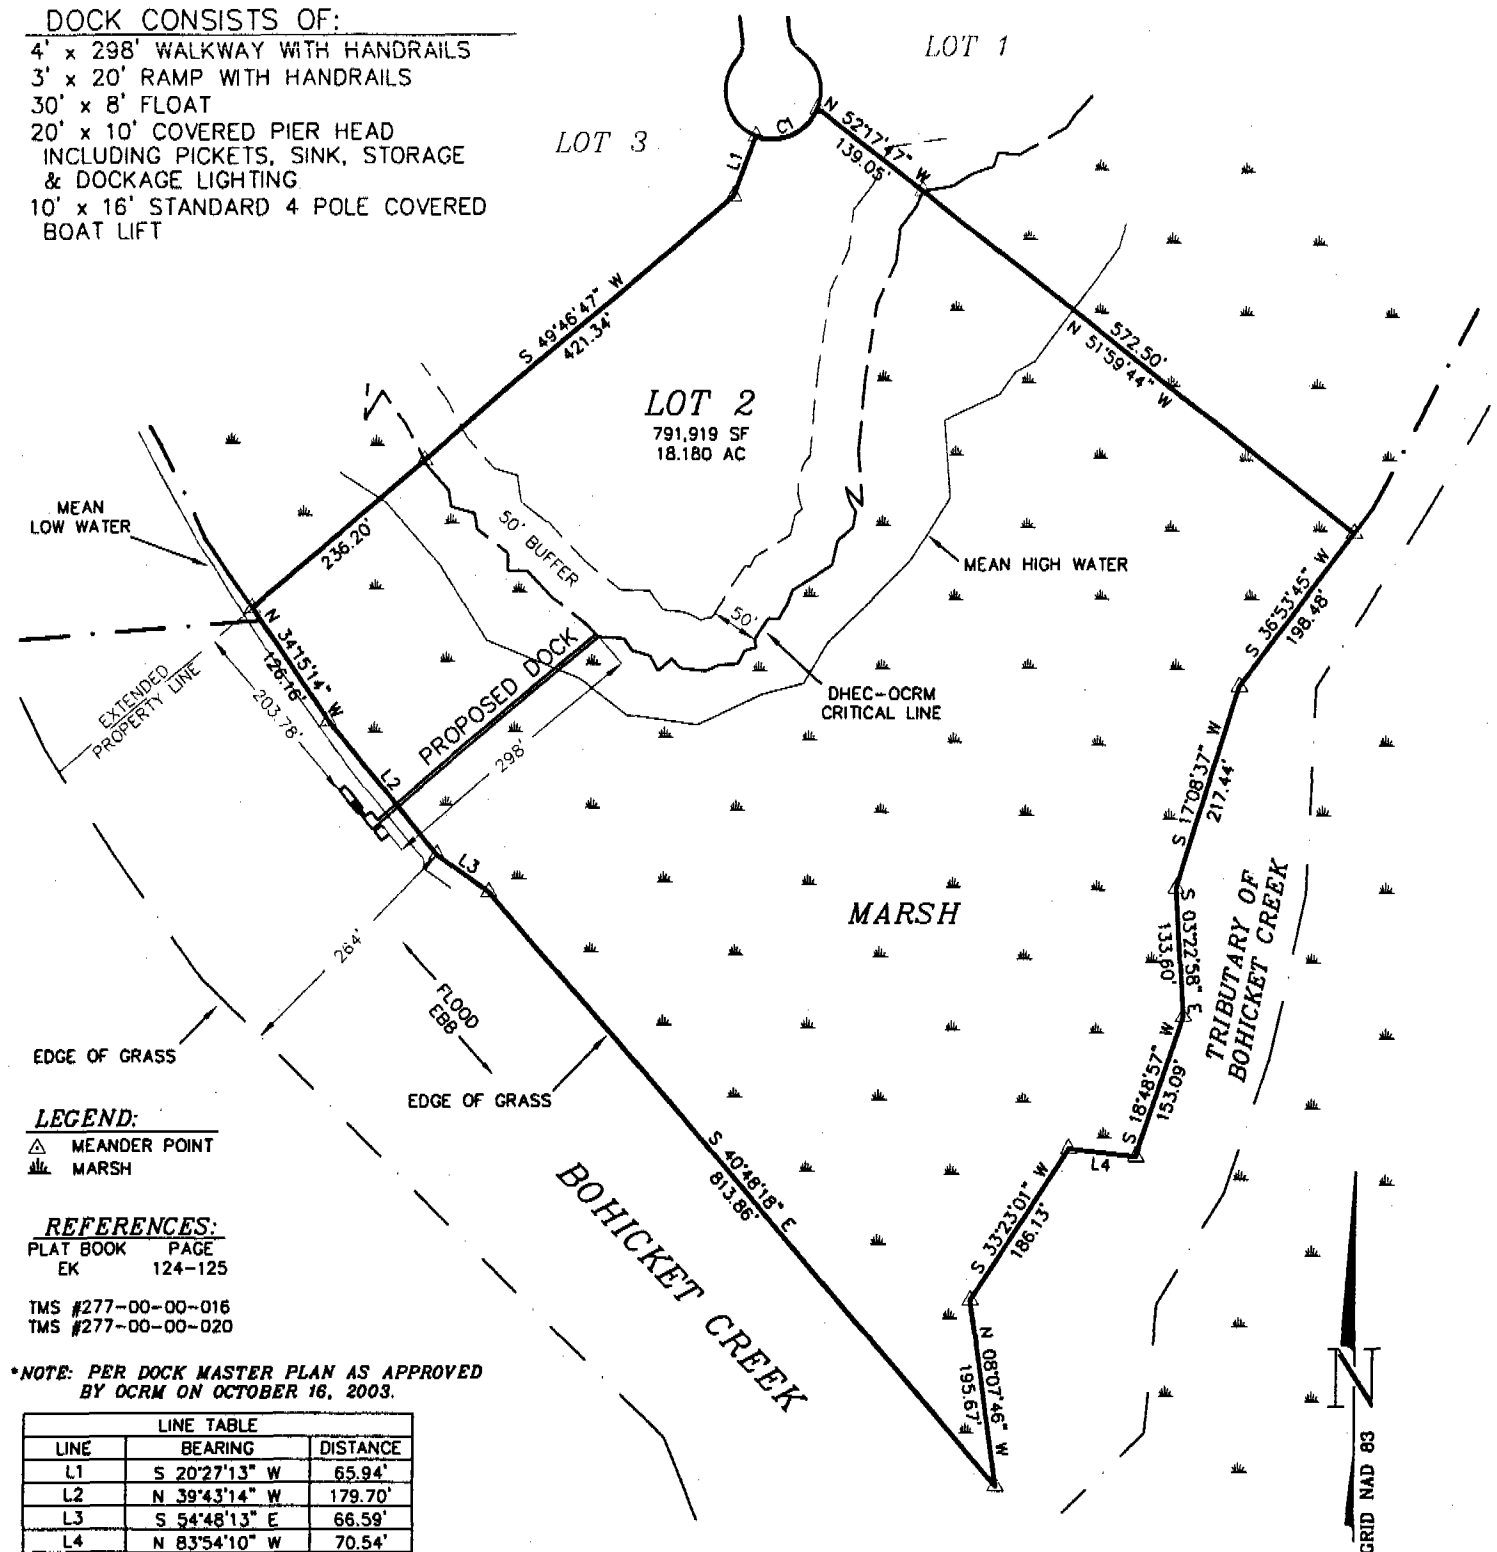 DOCK CONSISTS OF:
4' x 298' WALKWAY WITH HANDRAILS
3' x 20' RAMP WITH HANDRAILS
30' x 8' FLOAT
20' x 10' COVERED PIER HEAD
INCLUDING PICKETS, SINK, STORAGE
& DOCKAGE LIGHTING
10' x 16' STANDARD 4 POLE COVERED
BOAT LIFT
LOT 1
LOT 3
C1
L1
N 52°17'47" W
139.05'
S 49°46'47" W
421.34'
LOT 2
791,919 SF
18.180 AC
572.50'
N 51°59'44" W
MEAN
LOW WATER
236.20'
50' BUFFER
50'
MEAN HIGH WATER
S 36°53'45" W
198.48'
N 34°15'14" W
126.16'
EXTENDED
PROPERTY LINE
203.78'
PROPOSED DOCK
298'
DHEC-OCRM
CRITICAL LINE
L2
L3
S 17°08'37" W
217.44'
MARSH
S 03°22'58" E
133.60'
TRIBUTARY OF
BOHICKET CREEK
264'
FLOOD
EBB
EDGE OF GRASS
EDGE OF GRASS
S 18°48'57" W
153.09'
L4
S 33°23'01" W
186.13'
S 40°48'18" E
813.86'
BOHICKET CREEK
N 08°07'46" W
195.67'
LEGEND:
MEANDER POINT
MARSH
REFERENCES:
PLAT BOOK PAGE
EK 124-125
TMS #277-00-00-016
TMS #277-00-00-020
*NOTE: PER DOCK MASTER PLAN AS APPROVED
BY OCRM ON OCTOBER 16, 2003.
LINE TABLE
LINE BEARING DISTANCE
L1 S 20°27'13" W 65.94'
L2 N 39°43'14" W 179.70'
L3 S 54°48'13" E 66.59'
L4 N 83°54'10" W 70.54'
N
GRID NAD 83